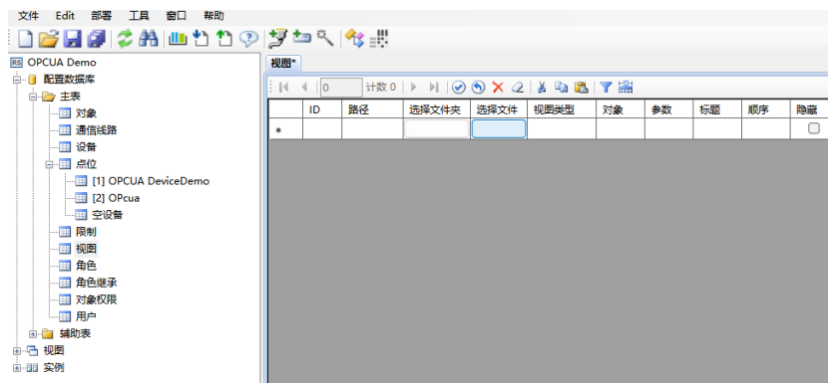 文件 Edit 部署 工具 窗口 帮助
RS OPCUA Demo
配置数据库
主表
对象
通信线路
设备
点位
[1] OPCUA DeviceDemo
[2] OPcua
空设备
限制
视图
角色
角色继承
对象权限
用户
辅助表
视图
实例
视图*
0 计数 0
ID 路径 选择文件夹 选择文件 视图类型 对象 参数 标题 顺序 隐藏